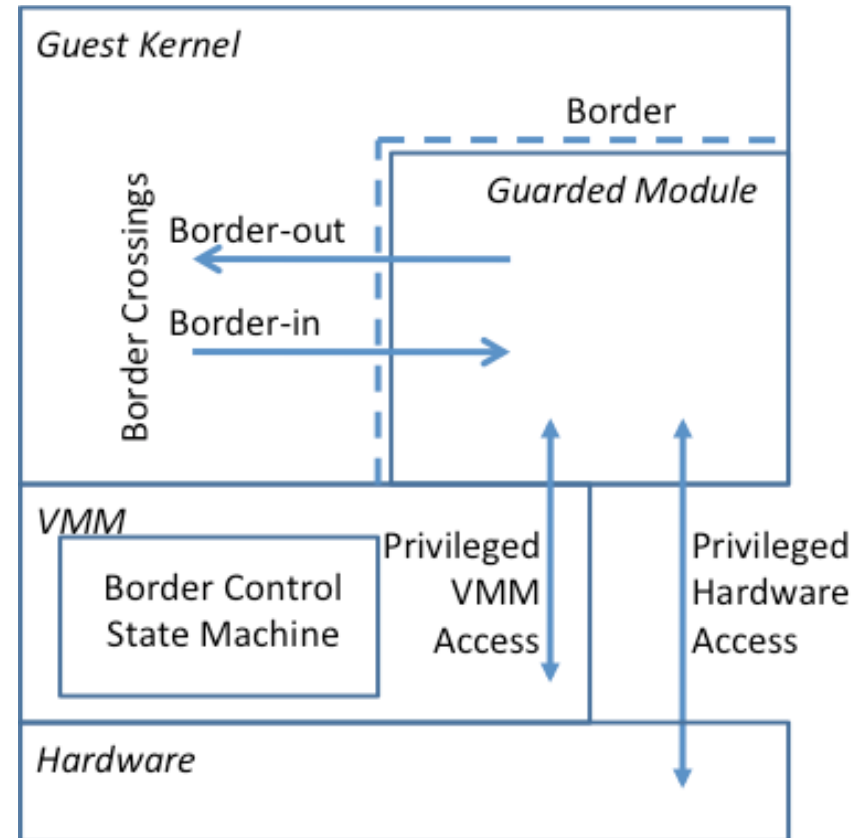 Guest Kernel
Border
Guarded Module
Border Crossings
Border-out
Border-in
VMM
Border Control
State Machine
Privileged
VMM
Access
Privileged
Hardware
Access
Hardware